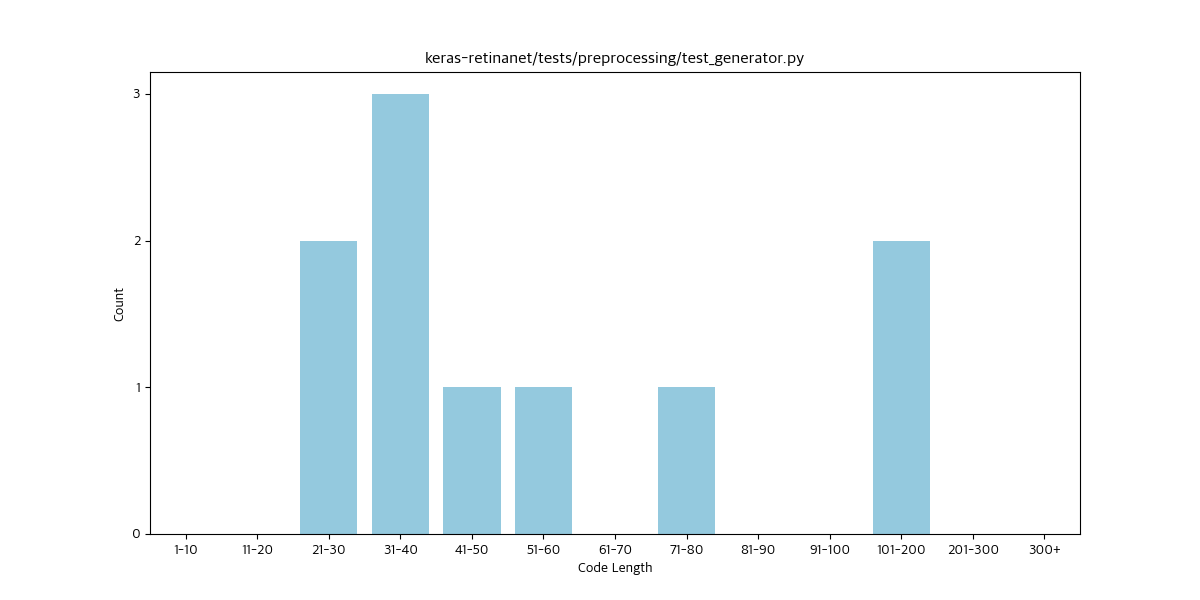 keras-retinanet/tests/preprocessing/test_generator.py
3
2
1
0
Count
1-10 11-20 21-30 31-40 41-50 51-60 61-70 71-80 81-90 91-100 101-200 201-300 300+
Code Length